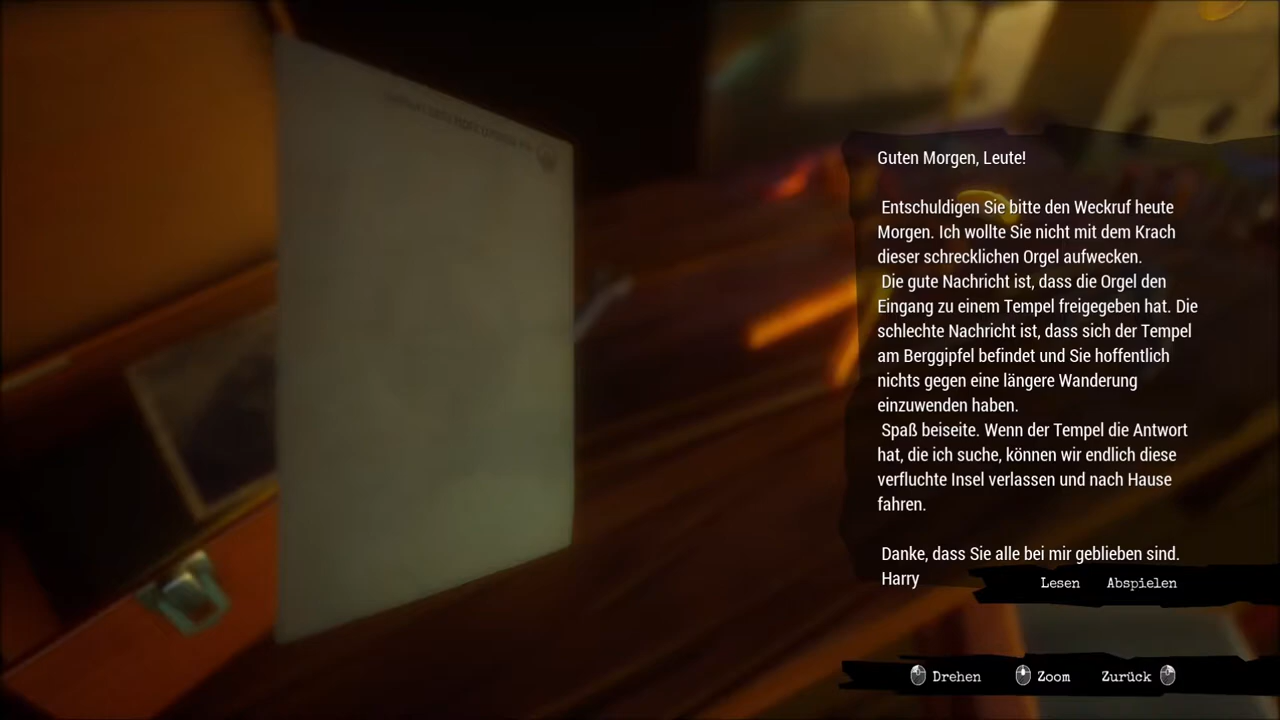 Guten Morgen, Leute!
Entschuldigen Sie bitte den Weckruf heute
Morgen. Ich wollte Sie nicht mit dem Krach
dieser schrecklichen Orgel aufwecken.
Die gute Nachricht ist, dass die Orgel den
Eingang zu einem Tempel freigegeben hat. Die
schlechte Nachricht ist, dass sich der Tempel
am Berggipfel befindet und Sie hoffentlich
nichts gegen eine längere Wanderung
einzuwenden haben.
Spaß beiseite. Wenn der Tempel die Antwort
hat, die ich suche, können wir endlich diese
verfluchte Insel verlassen und nach Hause
fahren.
Danke, dass Sie alle bei mir geblieben sind.
Harry
Lesen Abspielen
Drehen Zoom Zurück